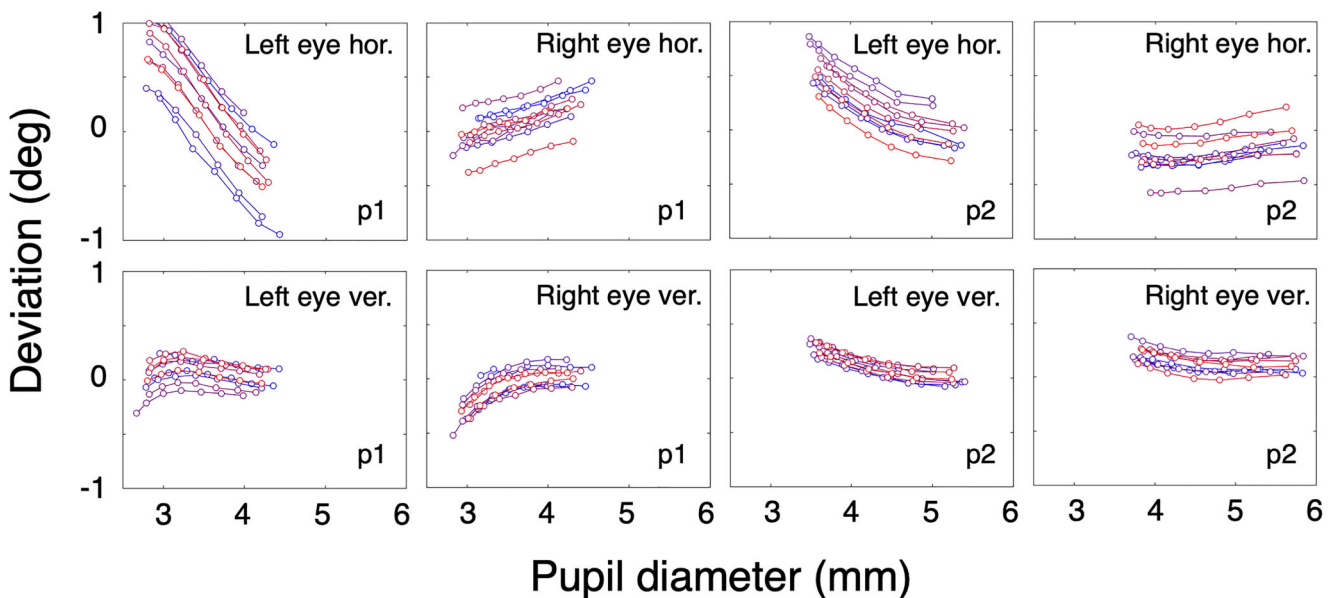 Deviation (deg)
1
0
-1
Left eye hor.
p1
Right eye hor.
p1
Left eye hor.
p2
Right eye hor.
p2
1
0
-1
Left eye ver.
p1
Right eye ver.
p1
Left eye ver.
p2
Right eye ver.
p2
3 4 5 6
3 4 5 6
3 4 5 6
3 4 5 6
Pupil diameter (mm)